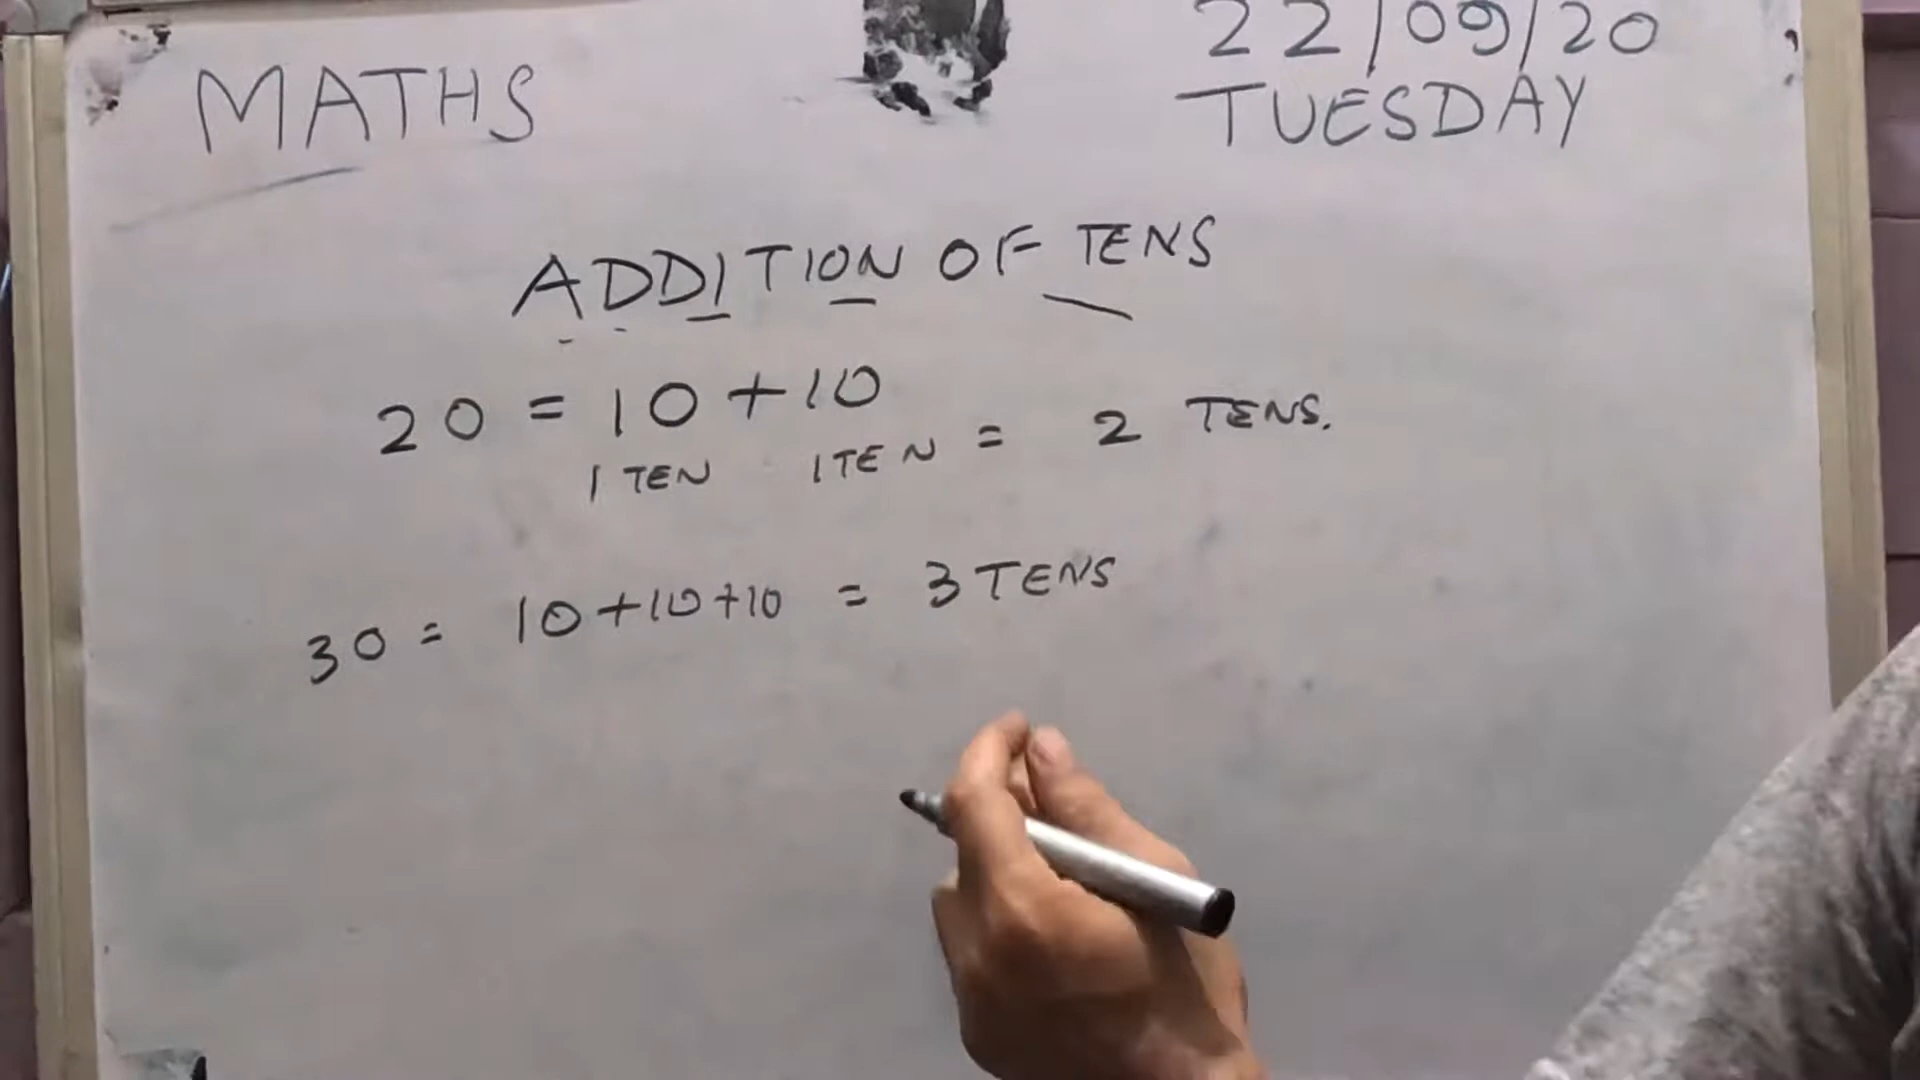 MATHS
22/09/20
TUESDAY
ADDITION OF TENS
20 = 10 + 10
1 TEN 1 TEN = 2 TENS.
30 = 10 + 10 + 10 = 3 TENS